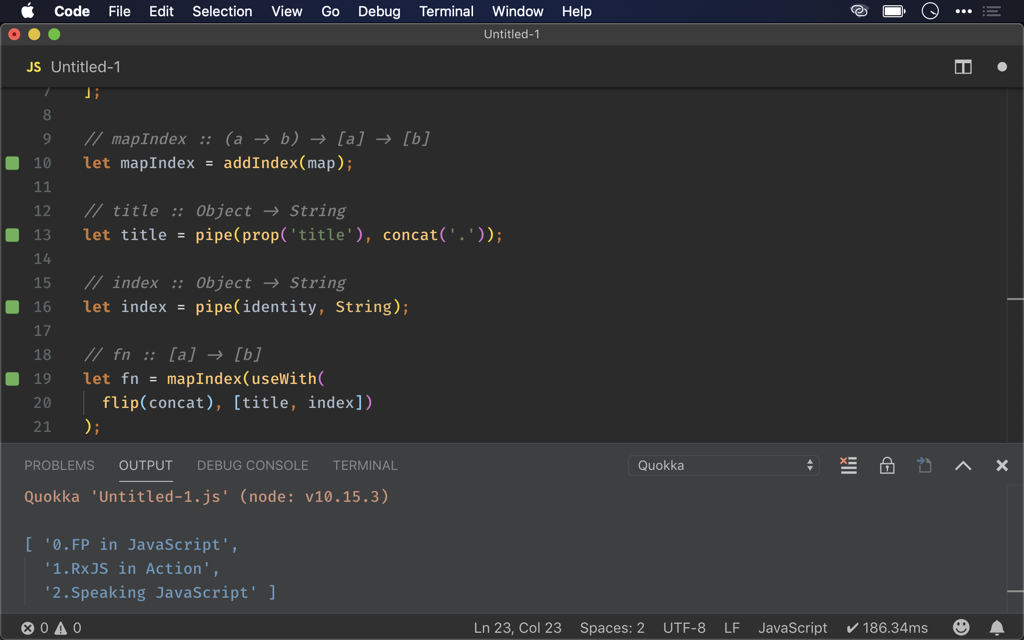 Code File Edit Selection View Go Debug Terminal Window Help
Untitled-1
JS Untitled-1
7 ];
8
9 // mapIndex :: (a → b) → [a] → [b]
10 let mapIndex = addIndex(map);
11
12 // title :: Object → String
13 let title = pipe(prop('title'), concat('.'));
14
15 // index :: Object → String
16 let index = pipe(identity, String);
17
18 // fn :: [a] → [b]
19 let fn = mapIndex(useWith(
20 flip(concat), [title, index])
21 );
PROBLEMS OUTPUT DEBUG CONSOLE TERMINAL Quokka
Quokka 'Untitled-1.js' (node: v10.15.3)
[ '0.FP in JavaScript',
'1.RxJS in Action',
'2.Speaking JavaScript' ]
0 0 Ln 23, Col 23 Spaces: 2 UTF-8 LF JavaScript ✔ 186.34ms